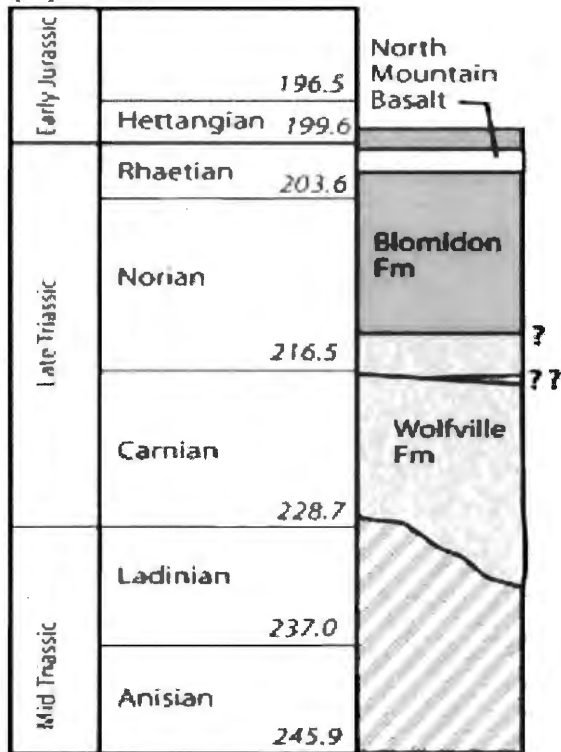 Early Jurassic
196.5
Hettangian 199.6
North
Mountain
Basalt
Late Triassic
Rhaetian
203.6
Norian
216.5
Carnian
228.7
Blomidon
Fm
?
??
Wolfville
Fm
Mid Triassic
Ladinian
237.0
Anisian
245.9